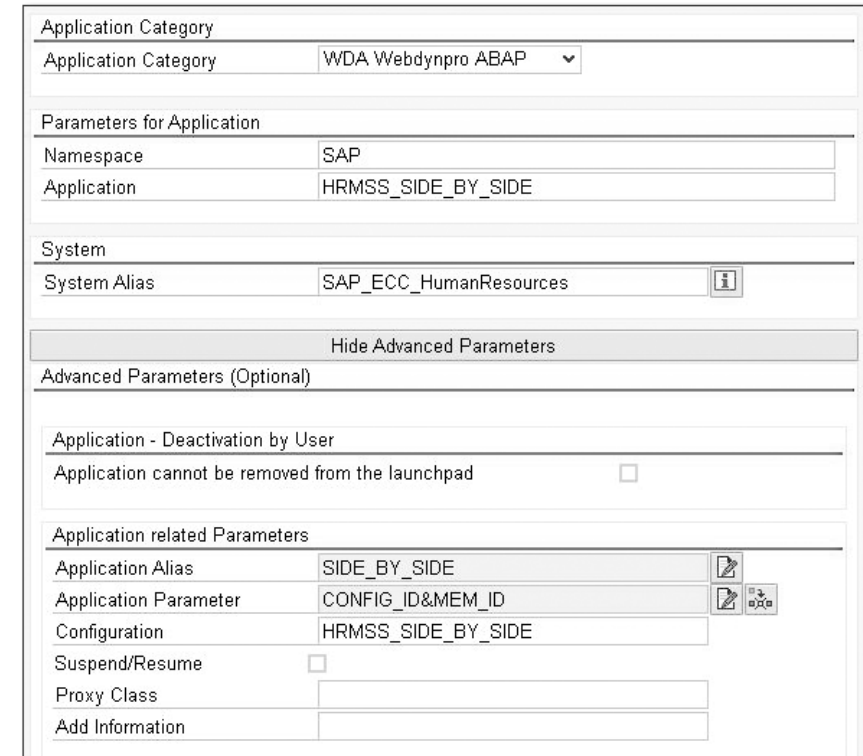 Application Category
Application Category WDA Webdynpro ABAP
Parameters for Application
Namespace SAP
Application HRMSS_SIDE_BY_SIDE
System
System Alias SAP_ECC_HumanResources
Hide Advanced Parameters
Advanced Parameters (Optional)
Application - Deactivation by User
Application cannot be removed from the launchpad
Application related Parameters
Application Alias SIDE_BY_SIDE
Application Parameter CONFIG_ID&MEM_ID
Configuration HRMSS_SIDE_BY_SIDE
Suspend/Resume
Proxy Class
Add Information